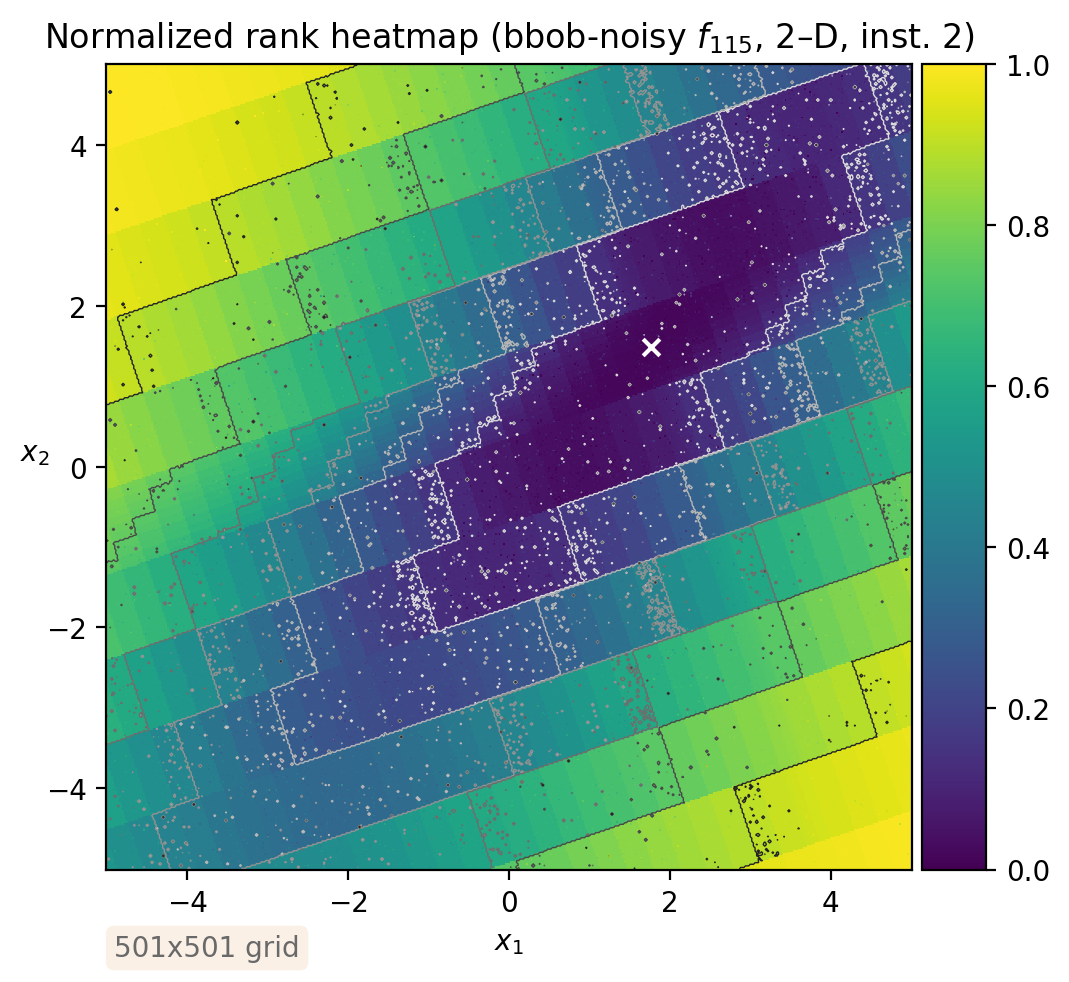 Normalized rank heatmap (bbob-noisy f₁₁₅, 2–D, inst. 2)
1.0
0.8
0.6
0.4
0.2
0.0
4
2
0
−2
−4
x₂
−4 −2 0 2 4
x₁
501x501 grid